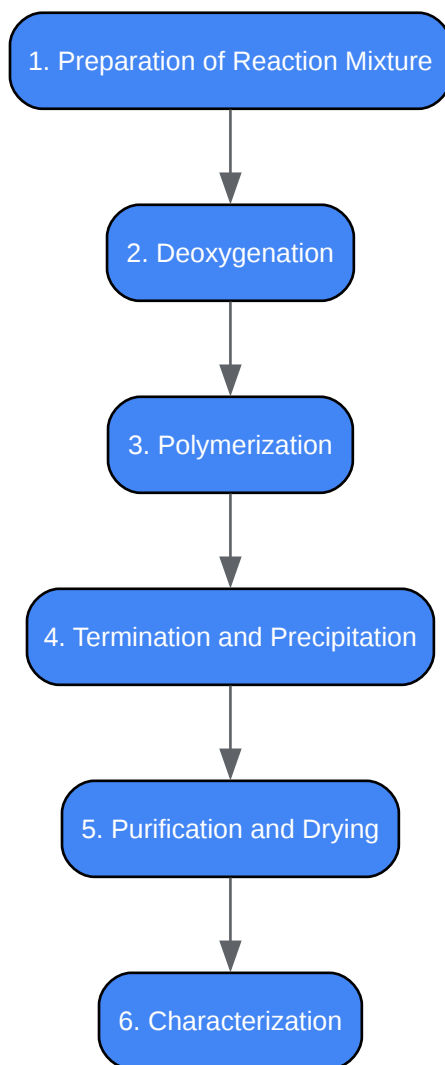 1. Preparation of Reaction Mixture
2. Deoxygenation
3. Polymerization
4. Termination and Precipitation
5. Purification and Drying
6. Characterization